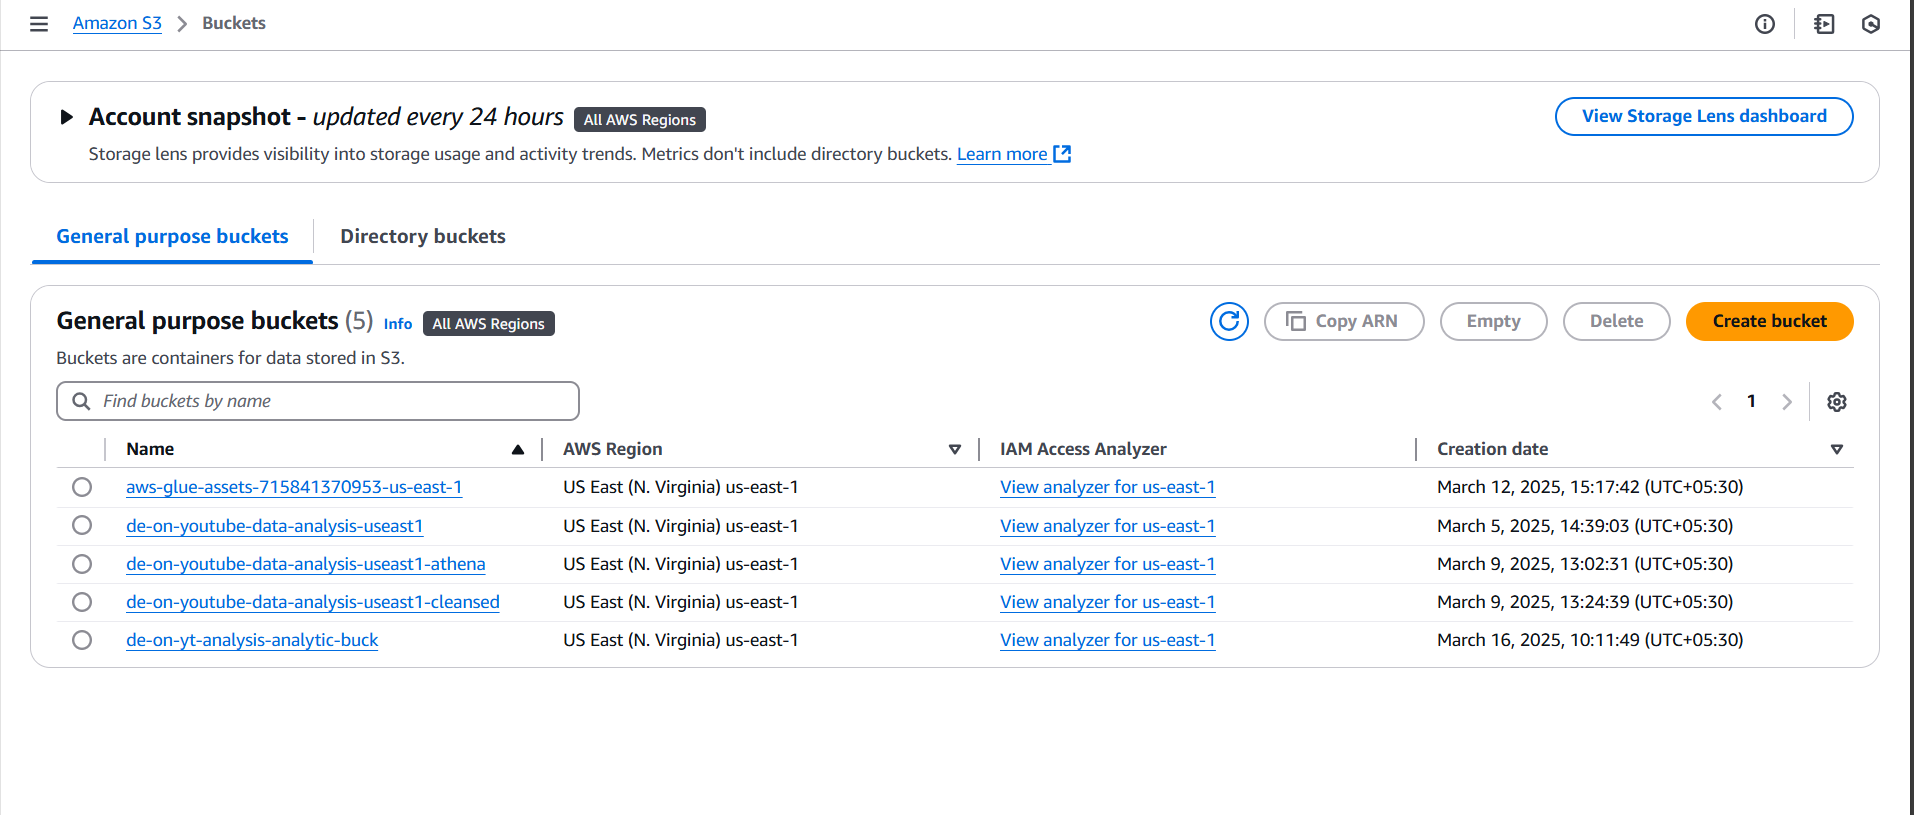 Amazon S3 > Buckets
Account snapshot - updated every 24 hours All AWS Regions
View Storage Lens dashboard
Storage lens provides visibility into storage usage and activity trends. Metrics don't include directory buckets. Learn more
General purpose buckets Directory buckets
General purpose buckets (5) Info All AWS Regions
Copy ARN Empty Delete Create bucket
Buckets are containers for data stored in S3.
Find buckets by name
1
Name AWS Region IAM Access Analyzer Creation date
aws-glue-assets-715841370953-us-east-1 US East (N. Virginia) us-east-1 View analyzer for us-east-1 March 12, 2025, 15:17:42 (UTC+05:30)
de-on-youtube-data-analysis-useast1 US East (N. Virginia) us-east-1 View analyzer for us-east-1 March 5, 2025, 14:39:03 (UTC+05:30)
de-on-youtube-data-analysis-useast1-athena US East (N. Virginia) us-east-1 View analyzer for us-east-1 March 9, 2025, 13:02:31 (UTC+05:30)
de-on-youtube-data-analysis-useast1-cleansed US East (N. Virginia) us-east-1 View analyzer for us-east-1 March 9, 2025, 13:24:39 (UTC+05:30)
de-on-yt-analysis-analytic-buck US East (N. Virginia) us-east-1 View analyzer for us-east-1 March 16, 2025, 10:11:49 (UTC+05:30)